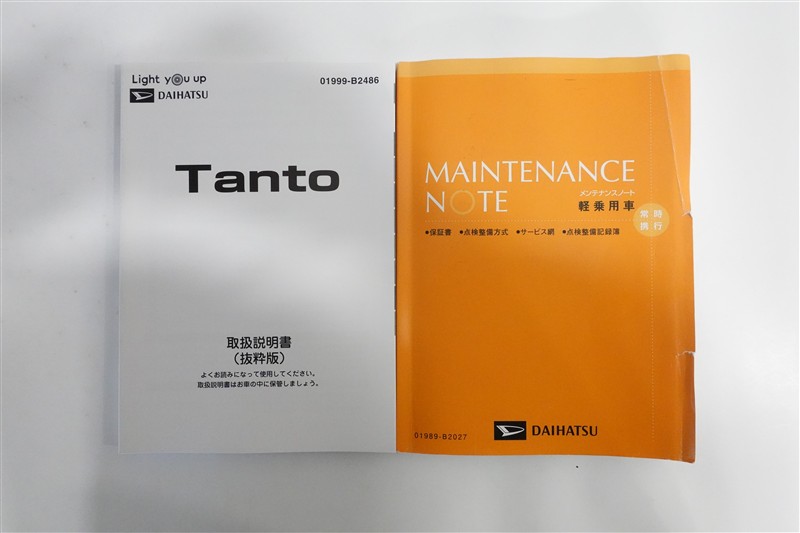 Light you up
DAIHATSU
01999-B2486
Tanto
取扱説明書
（抜粋版）
よくお読みになって使用してください。
取扱説明書はお車の中に保管しましょう。
MAINTENANCE
NOTE
メンテナンスノート
軽乗用車
常時
携行
●保証書 ●点検整備方式 ●サービス網 ●点検整備記録簿
01989-B2027
DAIHATSU